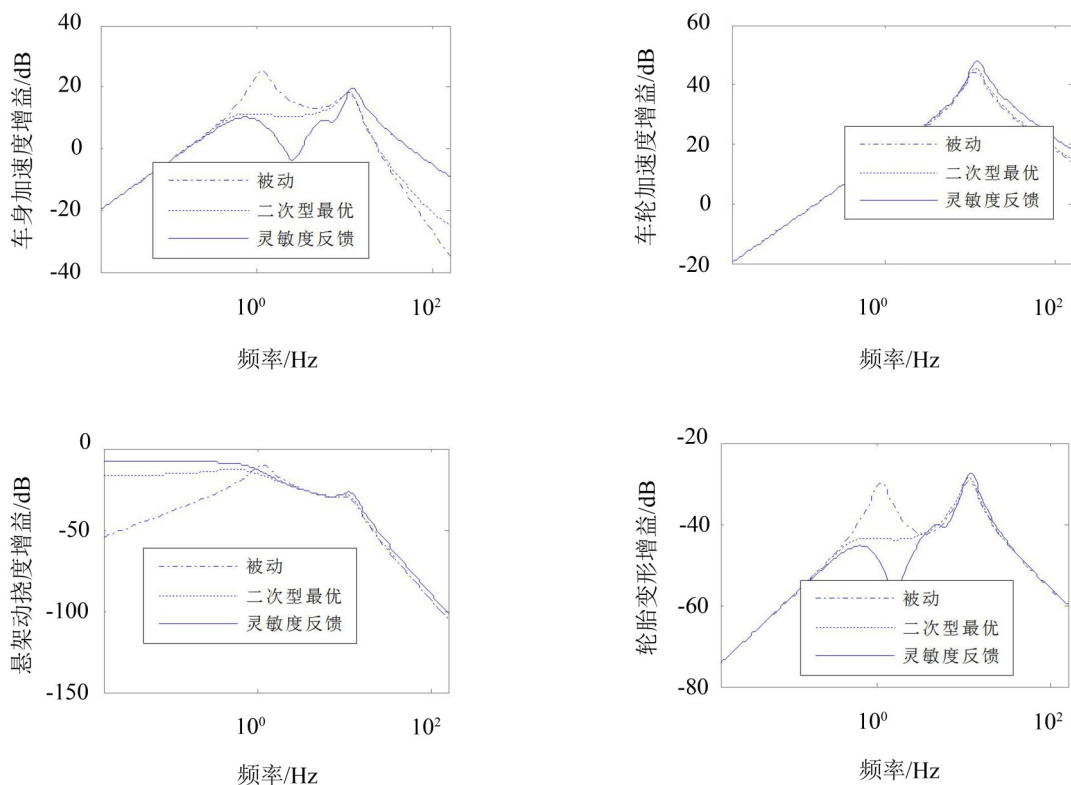 40
20
0
-20
-40
车身加速度增益/dB
被动
二次型最优
灵敏度反馈
10⁰
10²
频率/Hz
60
40
20
0
-20
车轮加速度增益/dB
被动
二次型最优
灵敏度反馈
10⁰
10²
频率/Hz
0
-50
-100
-150
悬架动挠度增益/dB
被动
二次型最优
灵敏度反馈
10⁰
10²
频率/Hz
-20
-40
-60
-80
轮胎变形增益/dB
被动
二次型最优
灵敏度反馈
10⁰
10²
频率/Hz